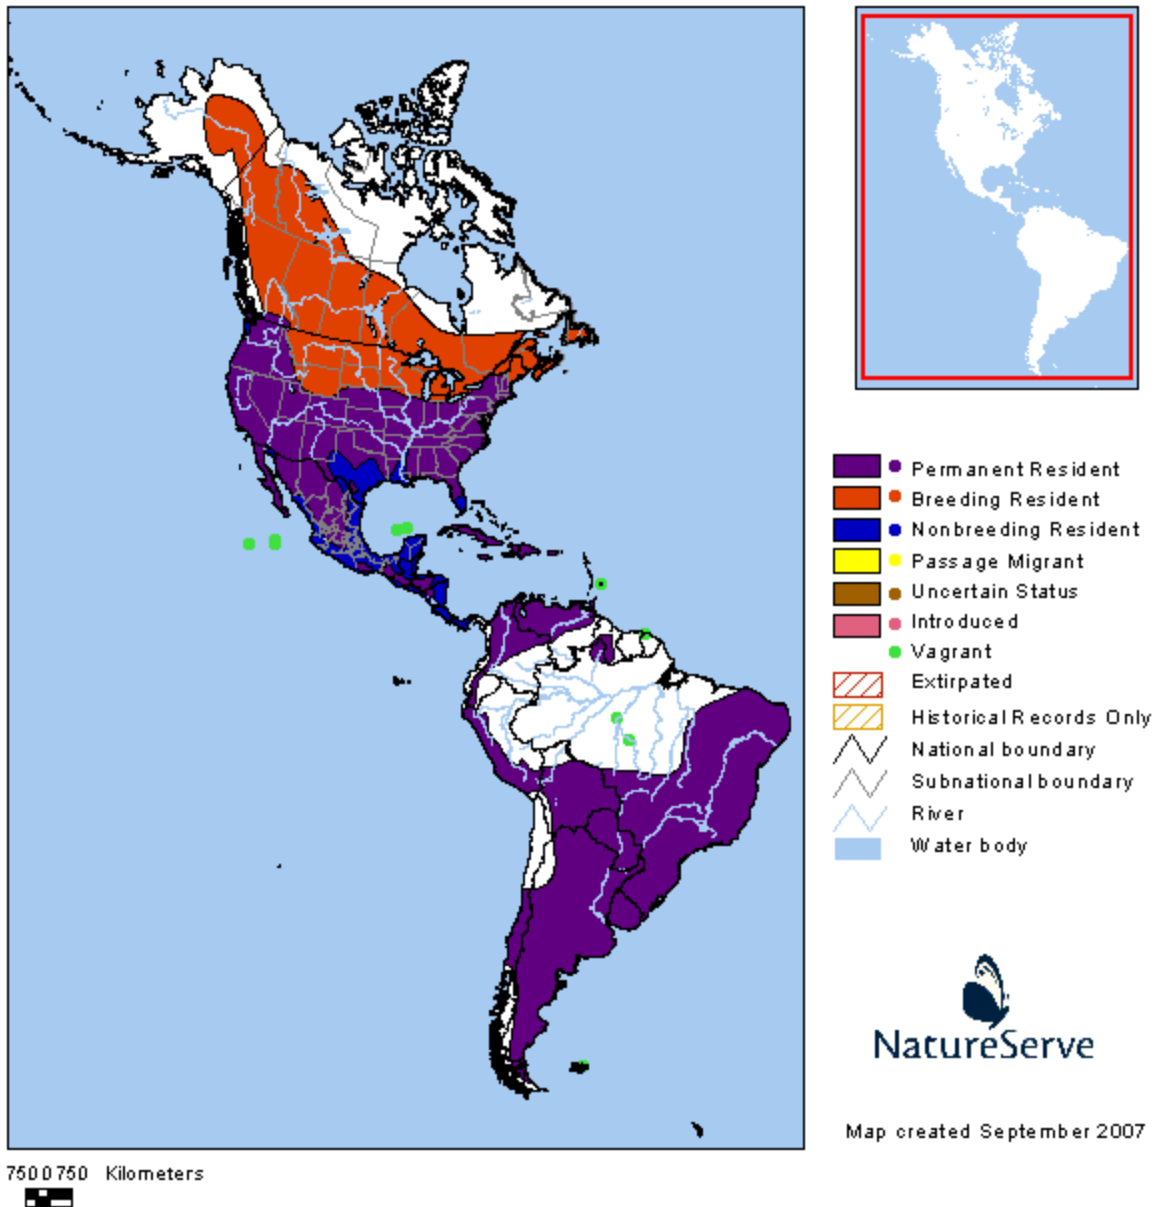 Permanent Resident
Breeding Resident
Nonbreeding Resident
Passage Migrant
Uncertain Status
Introduced
Vagrant
Extirpated
Historical Records Only
National boundary
Subnational boundary
River
Water body
NatureServe
Map created September 2007
750 0 750 Kilometers